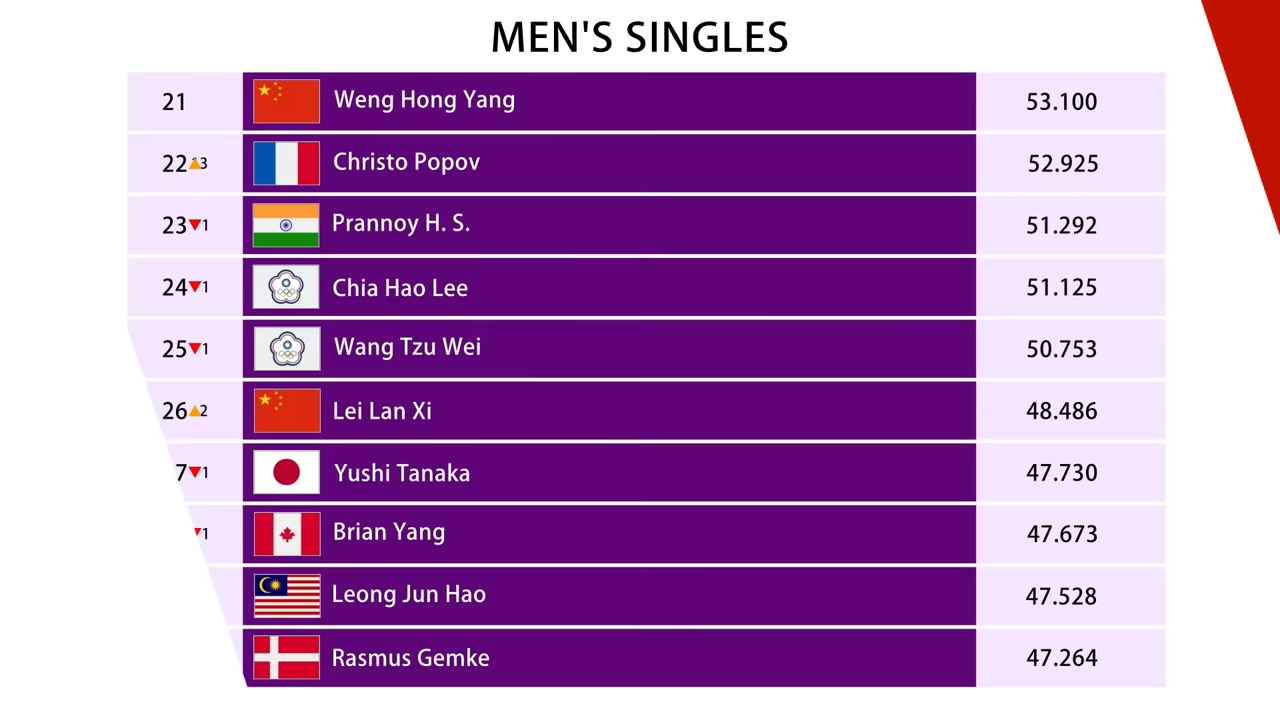 MEN'S SINGLES
21 Weng Hong Yang 53.100
22 ▲3 Christo Popov 52.925
23 ▼1 Prannoy H. S. 51.292
24 ▼1 Chia Hao Lee 51.125
25 ▼1 Wang Tzu Wei 50.753
26 ▲2 Lei Lan Xi 48.486
7 ▼1 Yushi Tanaka 47.730
▼1 Brian Yang 47.673
Leong Jun Hao 47.528
Rasmus Gemke 47.264